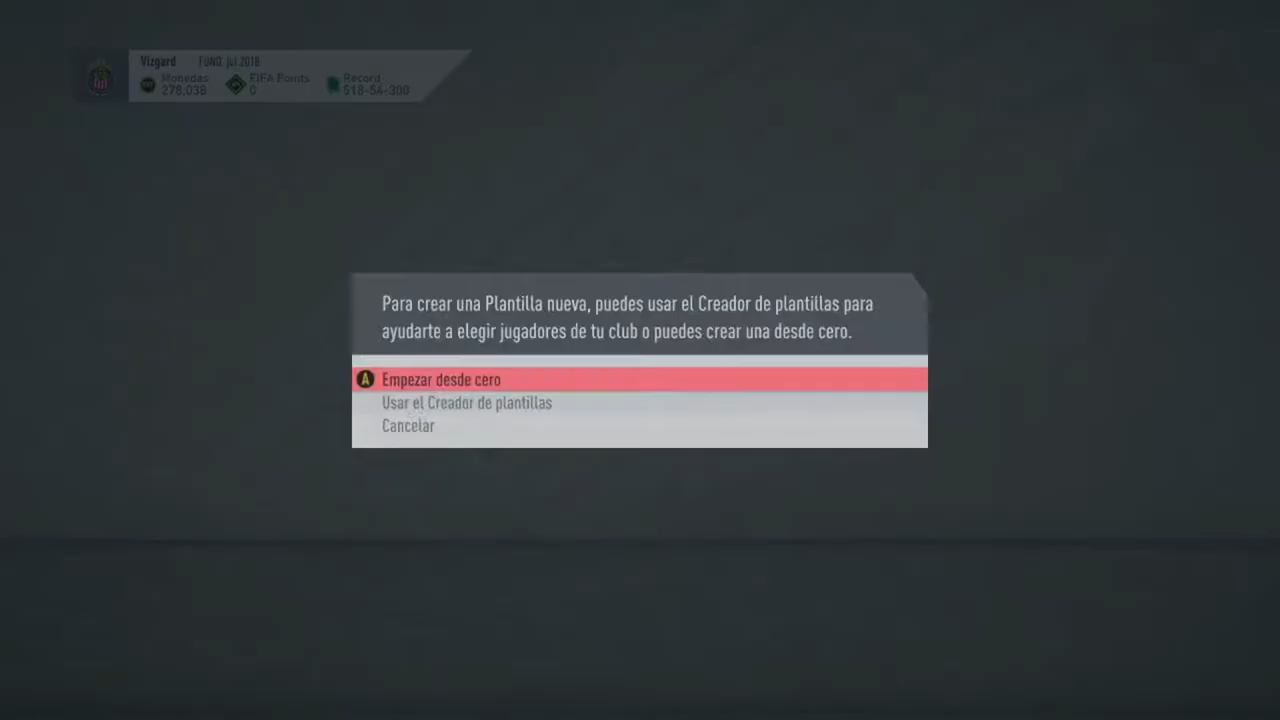 Vizgard FUND. jul 2018
Monedas FIFA Points Record
278,038 0 518-54-300
Para crear una Plantilla nueva, puedes usar el Creador de plantillas para
ayudarte a elegir jugadores de tu club o puedes crear una desde cero.
A Empezar desde cero
Usar el Creador de plantillas
Cancelar